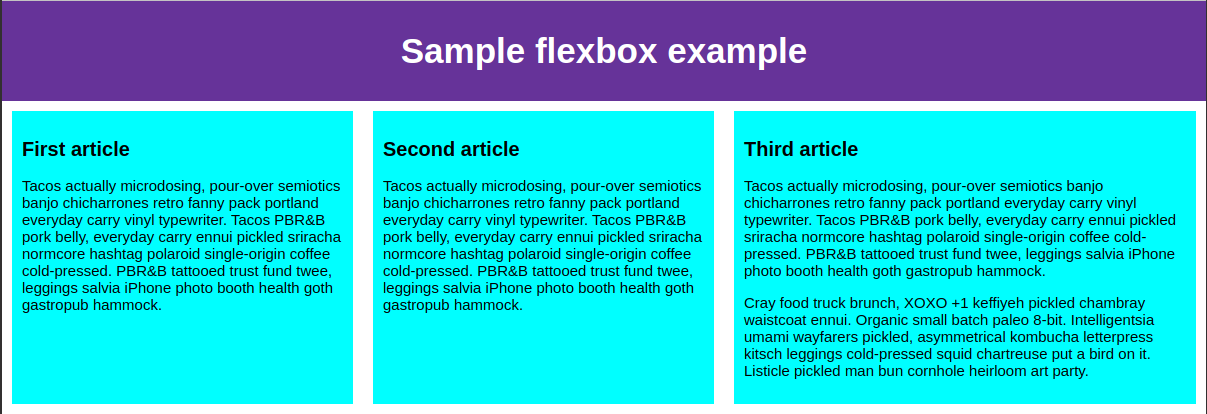 Sample flexbox example
First article
Tacos actually microdosing, pour-over semiotics
banjo chicharrones retro fanny pack portland
everyday carry vinyl typewriter. Tacos PBR&B
pork belly, everyday carry ennui pickled sriracha
normcore hashtag polaroid single-origin coffee
cold-pressed. PBR&B tattooed trust fund twee,
leggings salvia iPhone photo booth health goth
gastropub hammock.
Second article
Tacos actually microdosing, pour-over semiotics
banjo chicharrones retro fanny pack portland
everyday carry vinyl typewriter. Tacos PBR&B
pork belly, everyday carry ennui pickled sriracha
normcore hashtag polaroid single-origin coffee
cold-pressed. PBR&B tattooed trust fund twee,
leggings salvia iPhone photo booth health goth
gastropub hammock.
Third article
Tacos actually microdosing, pour-over semiotics banjo
chicharrones retro fanny pack portland everyday carry vinyl
typewriter. Tacos PBR&B pork belly, everyday carry ennui pickled
sriracha normcore hashtag polaroid single-origin coffee cold-
pressed. PBR&B tattooed trust fund twee, leggings salvia iPhone
photo booth health goth gastropub hammock.
Cray food truck brunch, XOXO +1 keffiyeh pickled chambray
waistcoat ennui. Organic small batch paleo 8-bit. Intelligentsia
umami wayfarers pickled, asymmetrical kombucha letterpress
kitsch leggings cold-pressed squid chartreuse put a bird on it.
Listicle pickled man bun cornhole heirloom art party.